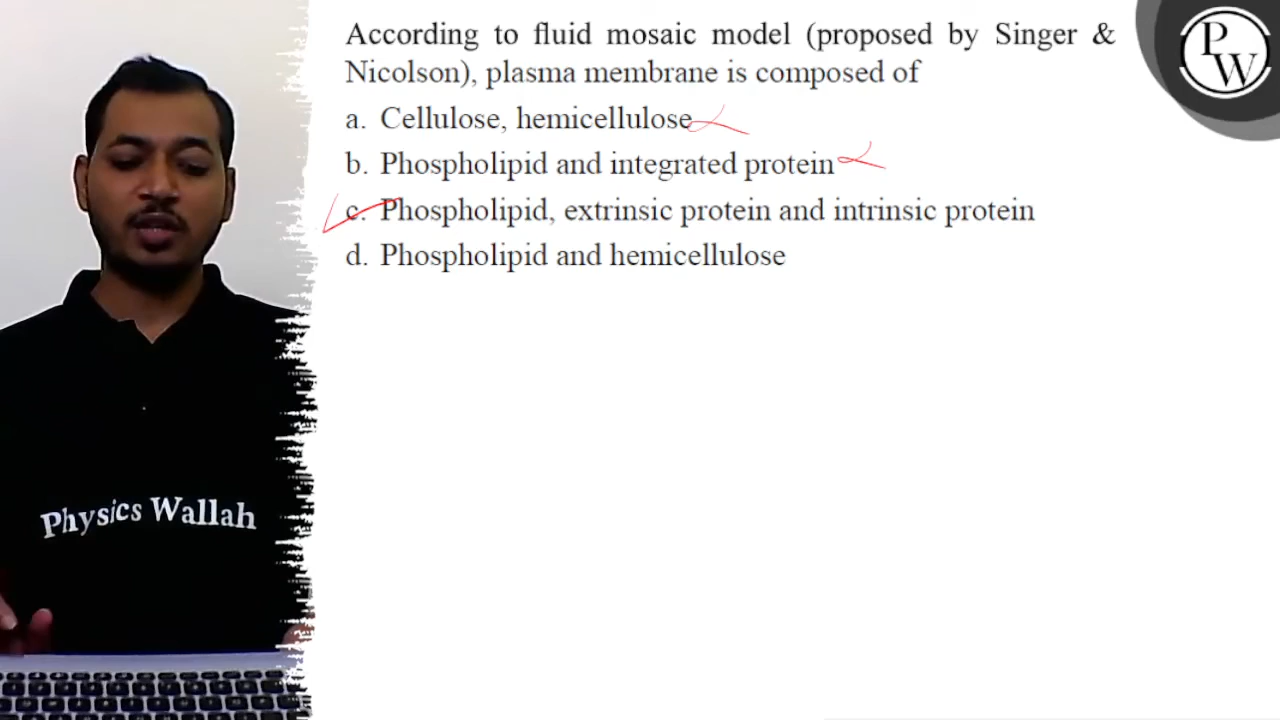 According to fluid mosaic model (proposed by Singer &
Nicolson), plasma membrane is composed of
a. Cellulose, hemicellulose
b. Phospholipid and integrated protein
c. Phospholipid, extrinsic protein and intrinsic protein
d. Phospholipid and hemicellulose
PW
Physics Wallah